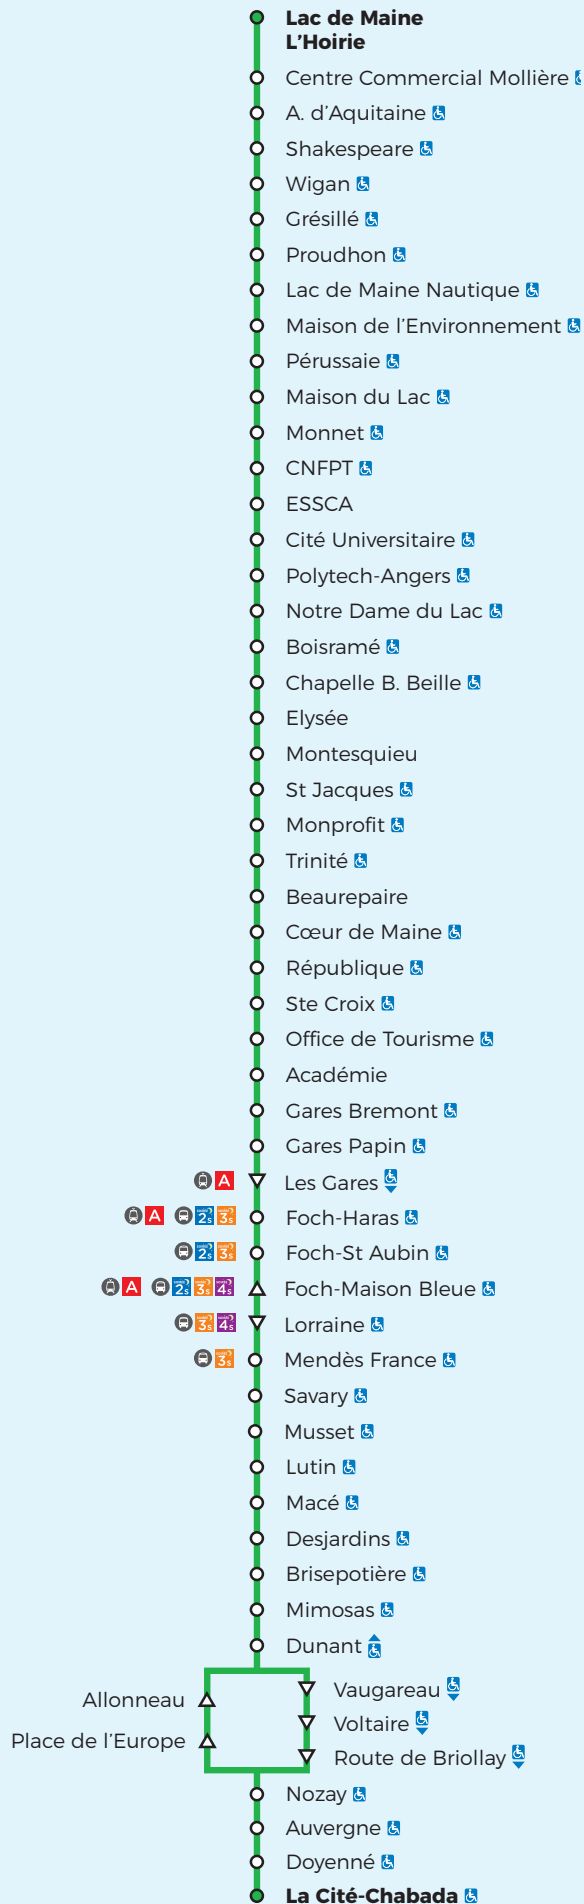 Lac de Maine
L'Hoirie
Centre Commercial Mollière
A. d'Aquitaine
Shakespeare
Wigan
Grésillé
Proudhon
Lac de Maine Nautique
Maison de l'Environnement
Pérussaie
Maison du Lac
Monnet
CNFPT
ESSCA
Cité Universitaire
Polytech-Angers
Notre Dame du Lac
Boisramé
Chapelle B. Beille
Elysée
Montesquieu
St Jacques
Monprofit
Trinité
Beaurepaire
Cœur de Maine
République
Ste Croix
Office de Tourisme
Académie
Gares Bremont
Gares Papin
A Les Gares
A 2s 3s Foch-Haras
2s 3s Foch-St Aubin
A 2s 3s 4s Foch-Maison Bleue
3s 4s Lorraine
3s Mendès France
Savary
Musset
Lutin
Macé
Desjardins
Brisepotière
Mimosas
Dunant
Vaugareau
Allonneau
Voltaire
Place de l'Europe
Route de Briollay
Nozay
Auvergne
Doyenné
La Cité-Chabada